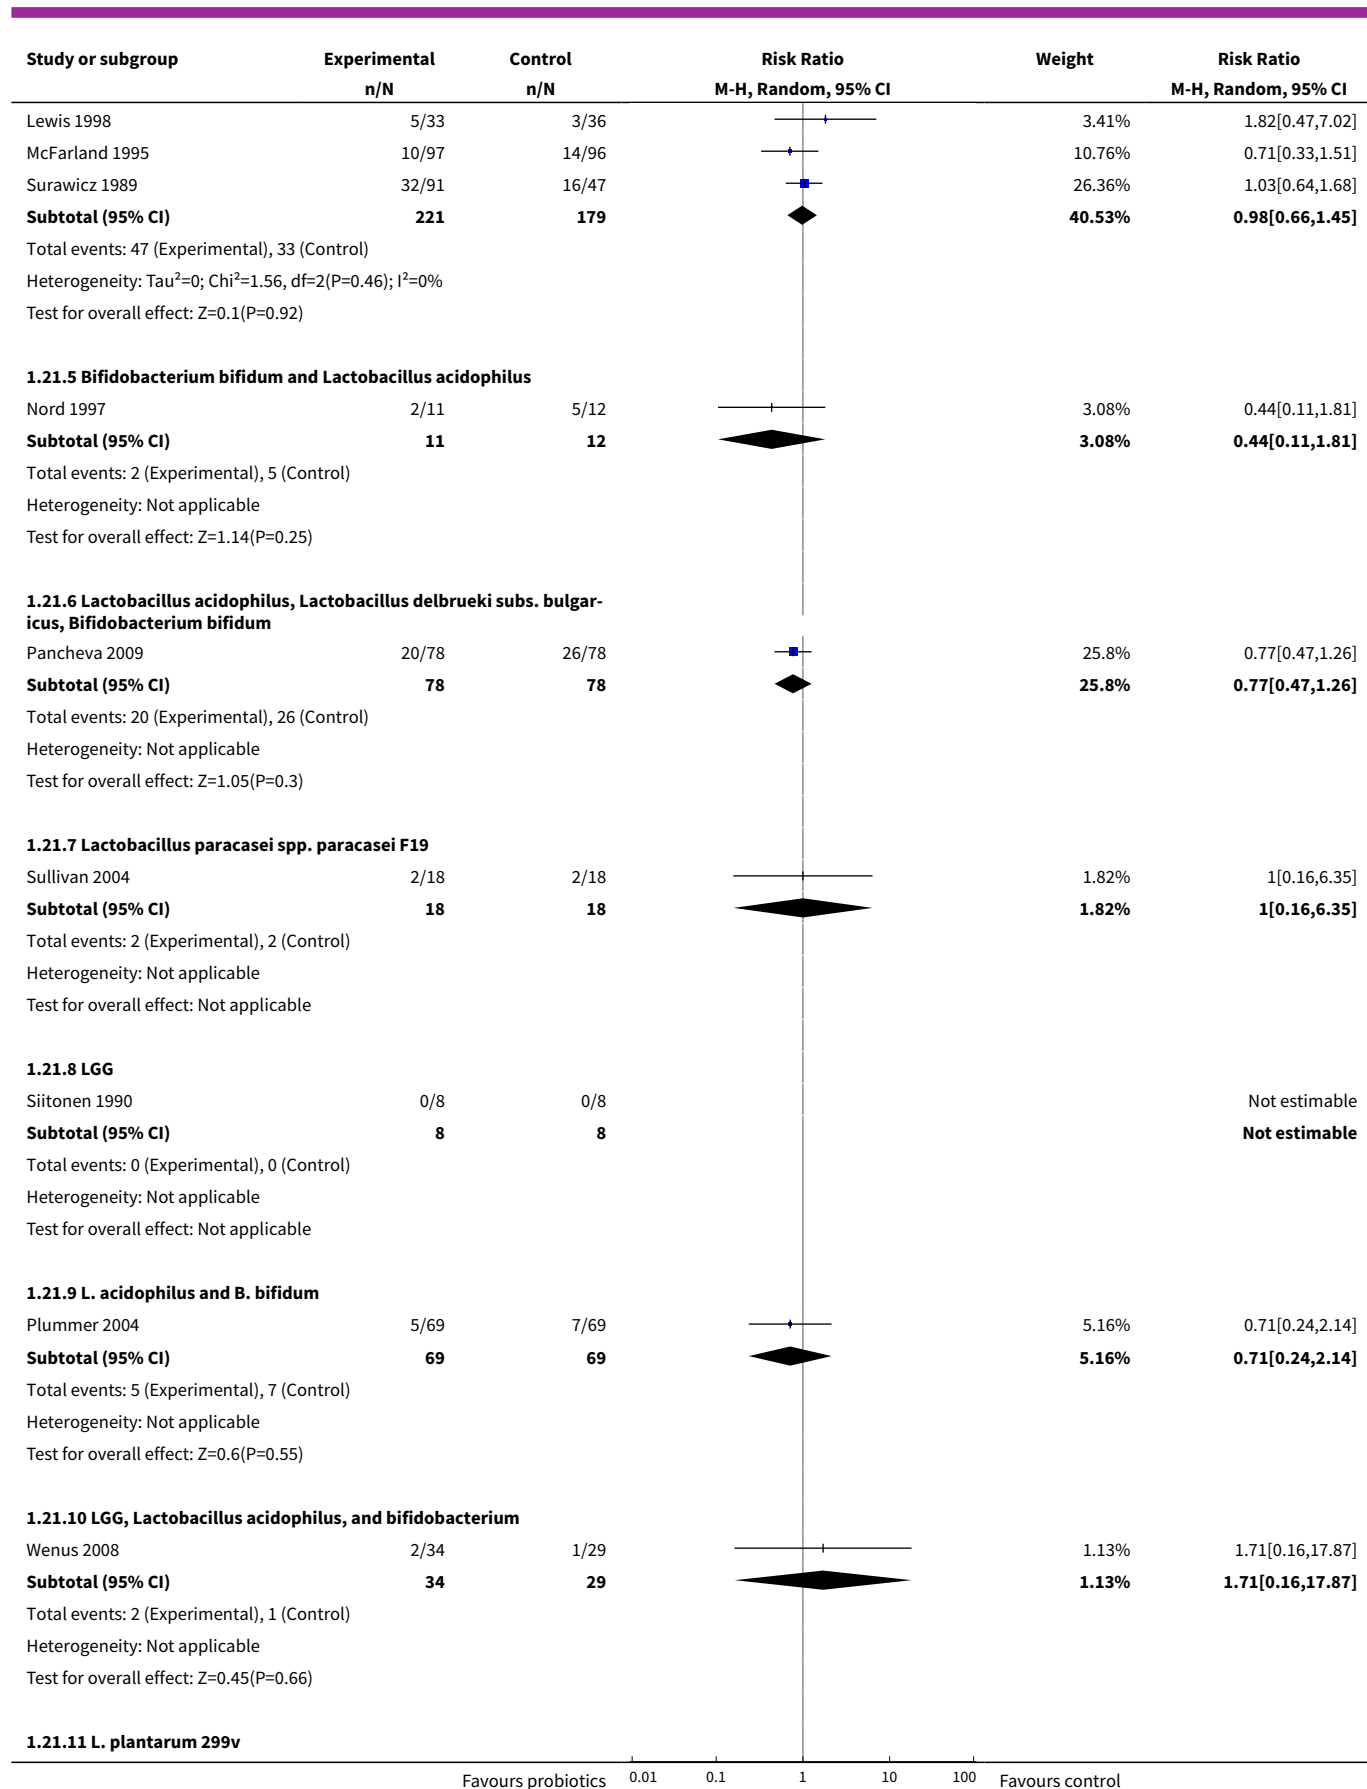 Study or subgroup Experimental Control Risk Ratio Weight Risk Ratio
n/N n/N M-H, Random, 95% CI M-H, Random, 95% CI
Lewis 1998 5/33 3/36 3.41% 1.82[0.47,7.02]
McFarland 1995 10/97 14/96 10.76% 0.71[0.33,1.51]
Surawicz 1989 32/91 16/47 26.36% 1.03[0.64,1.68]
Subtotal (95% CI) 221 179 40.53% 0.98[0.66,1.45]
Total events: 47 (Experimental), 33 (Control)
Heterogeneity: Tau²=0; Chi²=1.56, df=2(P=0.46); I²=0%
Test for overall effect: Z=0.1(P=0.92)
1.21.5 Bifidobacterium bifidum and Lactobacillus acidophilus
Nord 1997 2/11 5/12 3.08% 0.44[0.11,1.81]
Subtotal (95% CI) 11 12 3.08% 0.44[0.11,1.81]
Total events: 2 (Experimental), 5 (Control)
Heterogeneity: Not applicable
Test for overall effect: Z=1.14(P=0.25)
1.21.6 Lactobacillus acidophilus, Lactobacillus delbrueki subs. bulgar-
icus, Bifidobacterium bifidum
Pancheva 2009 20/78 26/78 25.8% 0.77[0.47,1.26]
Subtotal (95% CI) 78 78 25.8% 0.77[0.47,1.26]
Total events: 20 (Experimental), 26 (Control)
Heterogeneity: Not applicable
Test for overall effect: Z=1.05(P=0.3)
1.21.7 Lactobacillus paracasei spp. paracasei F19
Sullivan 2004 2/18 2/18 1.82% 1[0.16,6.35]
Subtotal (95% CI) 18 18 1.82% 1[0.16,6.35]
Total events: 2 (Experimental), 2 (Control)
Heterogeneity: Not applicable
Test for overall effect: Not applicable
1.21.8 LGG
Siitonen 1990 0/8 0/8 Not estimable
Subtotal (95% CI) 8 8 Not estimable
Total events: 0 (Experimental), 0 (Control)
Heterogeneity: Not applicable
Test for overall effect: Not applicable
1.21.9 L. acidophilus and B. bifidum
Plummer 2004 5/69 7/69 5.16% 0.71[0.24,2.14]
Subtotal (95% CI) 69 69 5.16% 0.71[0.24,2.14]
Total events: 5 (Experimental), 7 (Control)
Heterogeneity: Not applicable
Test for overall effect: Z=0.6(P=0.55)
1.21.10 LGG, Lactobacillus acidophilus, and bifidobacterium
Wenus 2008 2/34 1/29 1.13% 1.71[0.16,17.87]
Subtotal (95% CI) 34 29 1.13% 1.71[0.16,17.87]
Total events: 2 (Experimental), 1 (Control)
Heterogeneity: Not applicable
Test for overall effect: Z=0.45(P=0.66)
1.21.11 L. plantarum 299v
Favours probiotics 0.01 0.1 1 10 100 Favours control